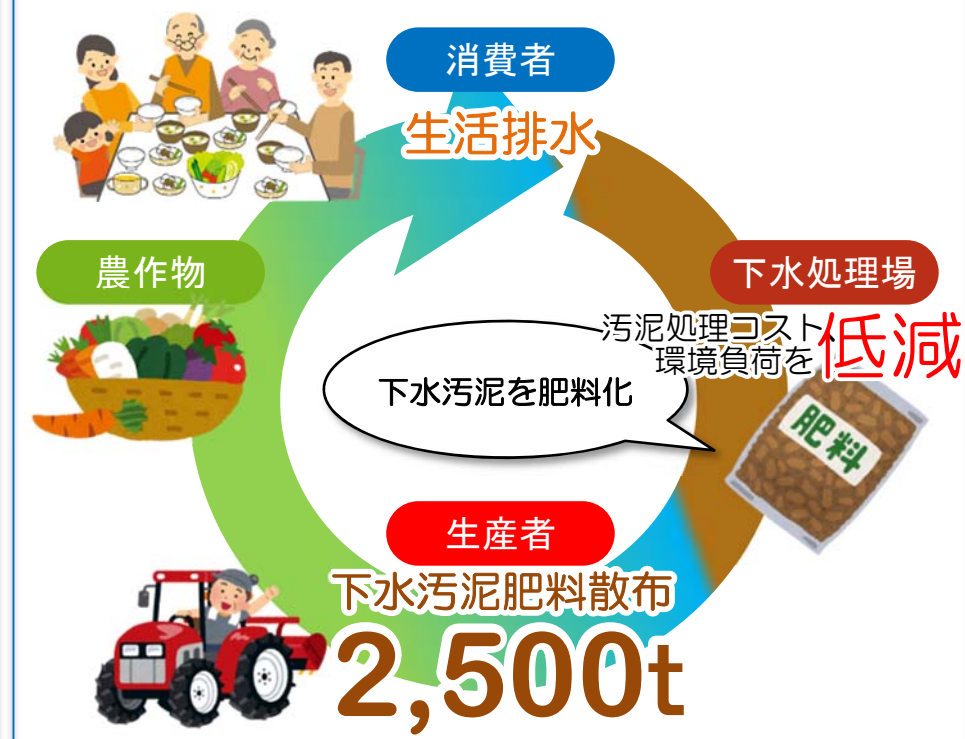 消費者
生活排水
下水処理場
汚泥処理コスト、
環境負荷を低減
肥料
下水汚泥を肥料化
生産者
下水汚泥肥料散布
2,500t
農作物